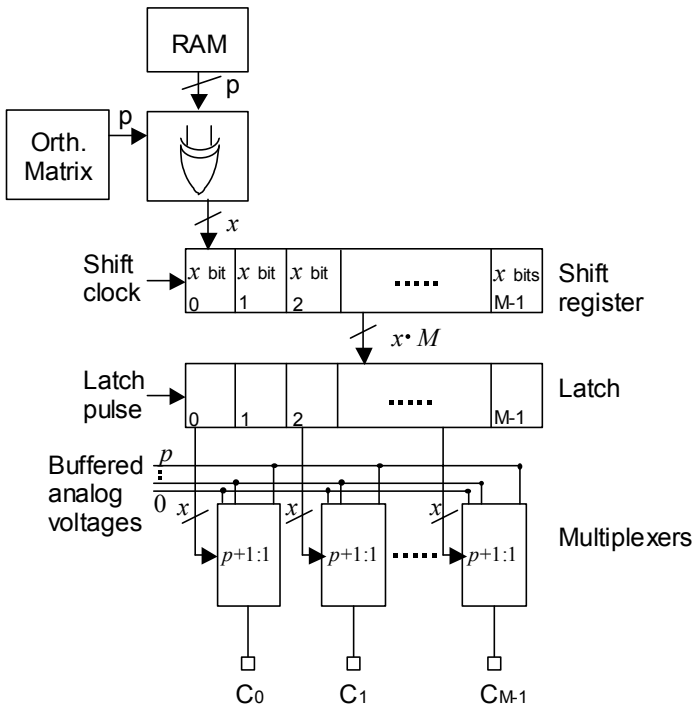 RAM
p
p
Orth.
Matrix
x
Shift
clock
x bit
x bit
x bit
.....
x bits
0
1
2
M-1
Shift
register
x• M
Latch
pulse
.....
0
1
2
M-1
Latch
Buffered
analog
voltages
p
0
x
x
x
p+1:1
p+1:1
.....
p+1:1
Multiplexers
C0
C1
CM-1